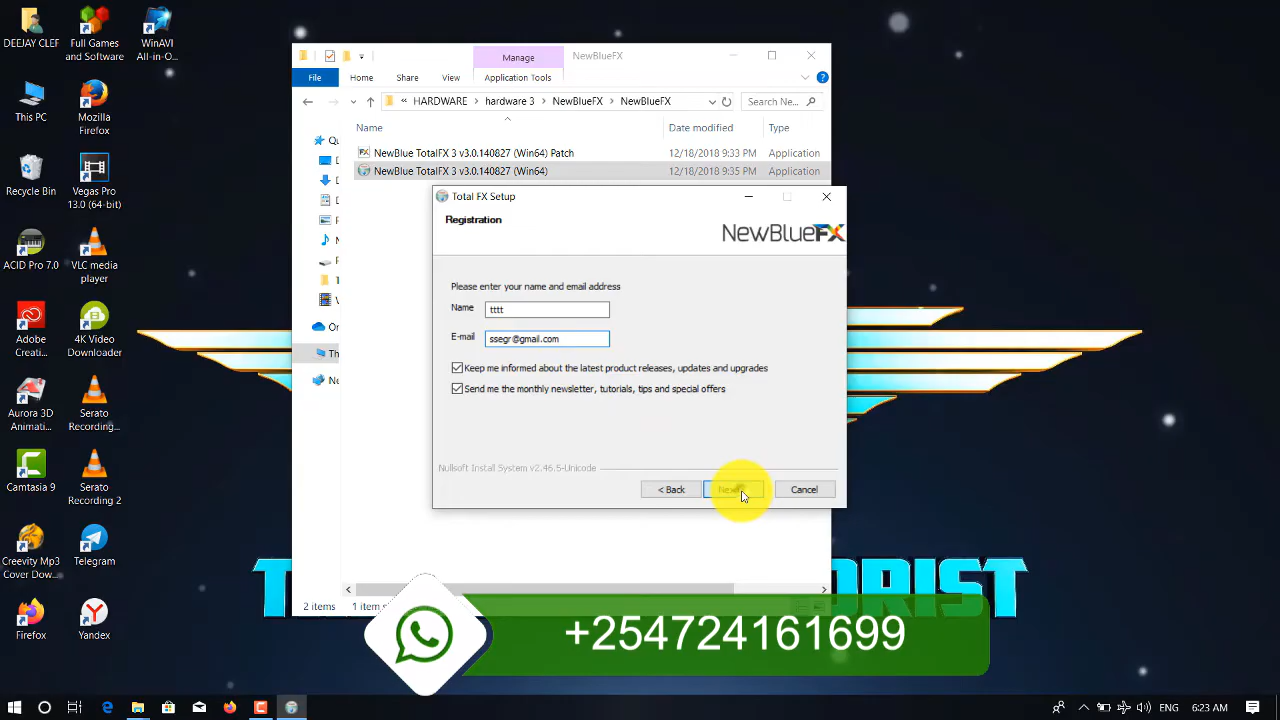 DEEJAY CLEF
Full Games and Software
WinAVI All-in-O...
This PC
Mozilla Firefox
Recycle Bin
Vegas Pro 13.0 (64-bit)
ACID Pro 7.0
VLC media player
Adobe Creati...
4K Video Downloader
Aurora 3D Animati...
Serato Recording...
Camtasia 9
Serato Recording 2
Creevity Mp3 Cover Dow...
Telegram
Firefox
Yandex
Manage
NewBlueFX
File
Home
Share
View
Application Tools
« HARDWARE > hardware 3 > NewBlueFX > NewBlueFX
Search Ne...
Name
Date modified
Type
NewBlue TotalFX 3 v3.0.140827 (Win64) Patch
12/18/2018 9:33 PM
Application
NewBlue TotalFX 3 v3.0.140827 (Win64)
12/18/2018 9:35 PM
Application
Total FX Setup
Registration
NewBlueFX
Please enter your name and email address
Name
tttt
E-mail
ssegr@gmail.com
Keep me informed about the latest product releases, updates and upgrades
Send me the monthly newsletter, tutorials, tips and special offers
Nullsoft Install System v2.46.5-Unicode
< Back
Cancel
2 items
+254724161699
ENG
6:23 AM